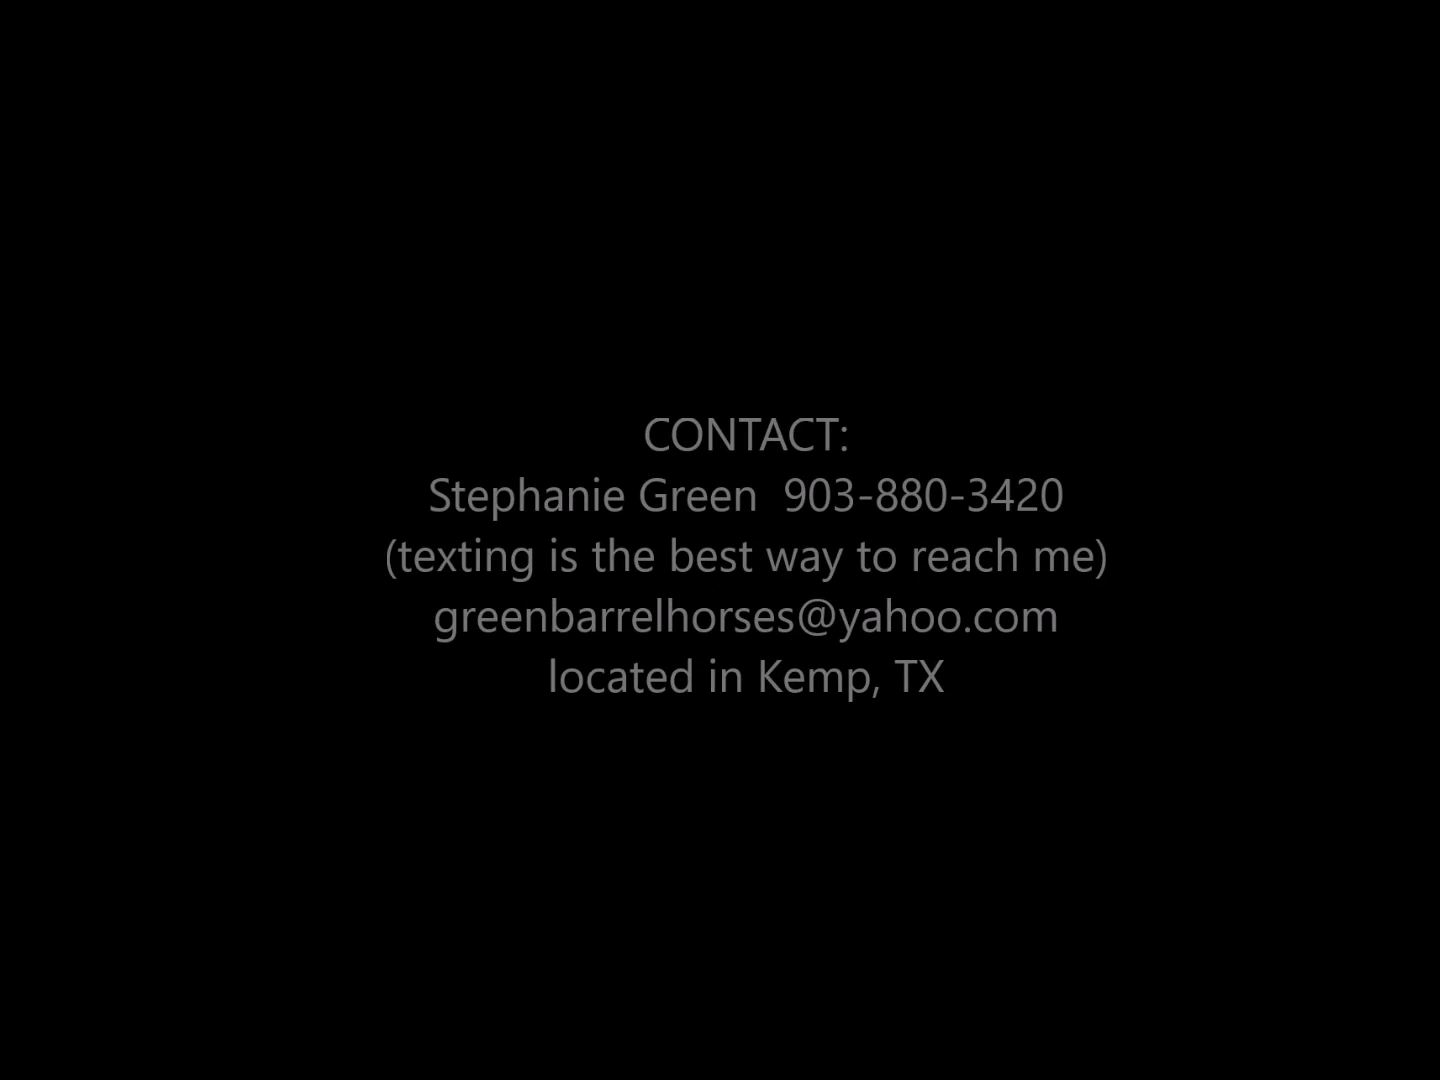 CONTACT:
Stephanie Green  903-880-3420
(texting is the best way to reach me)
greenbarrelhorses@yahoo.com
located in Kemp, TX